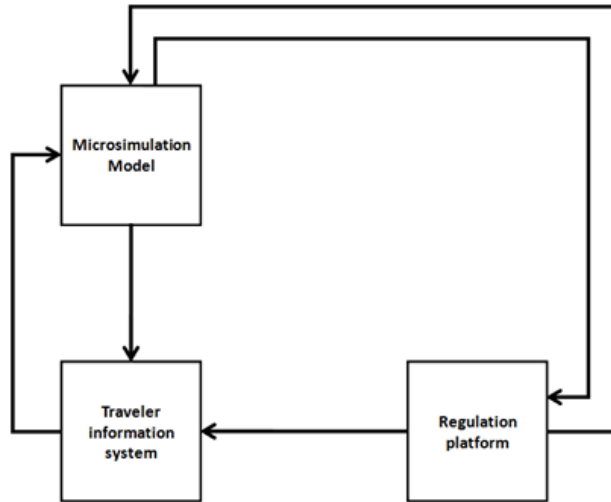 Microsimulation
Model
Traveler
information
system
Regulation
platform